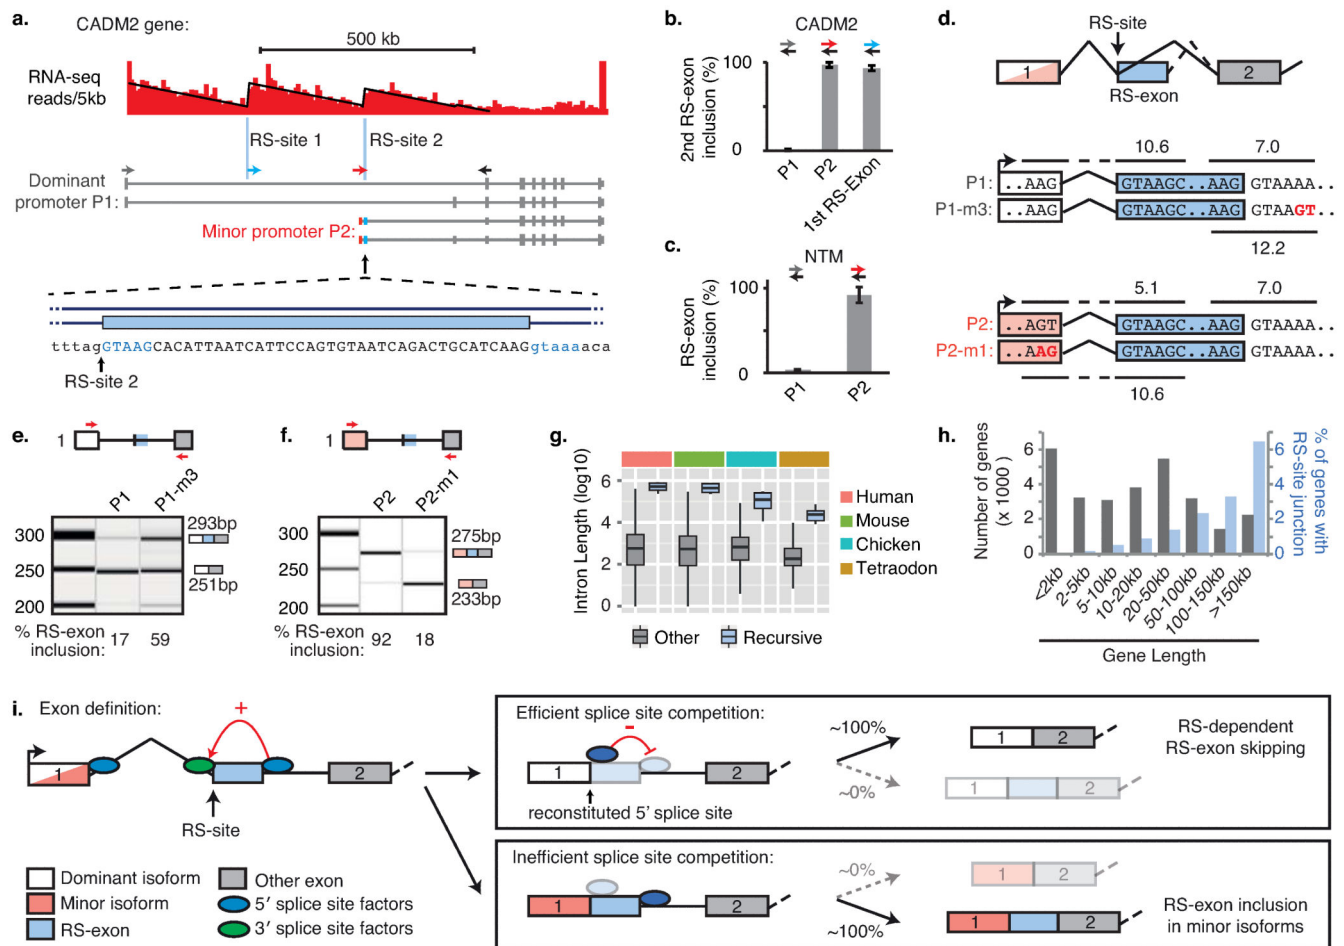 a.
CADM2 gene:
500 kb
RNA-seq
reads/5kb
RS-site 1
RS-site 2
Dominant
promoter P1:
Minor promoter P2:
tttagGTAAGCACATTAATCATTCCAGTGTAATCAGACTGCATCAAGgtaaaaca
RS-site 2
b.
CADM2
2nd RS-exon
inclusion (%)
100
0
P1
P2
1st RS-Exon
c.
NTM
RS-exon
inclusion (%)
100
0
P1
P2
d.
RS-site
1
2
RS-exon
10.6
7.0
P1:
..AAG
GTAAGC..AAG
GTAAAA..
P1-m3:
..AAG
GTAAGC..AAG
GTAAGT..
12.2
5.1
7.0
P2:
..AGT
GTAAGC..AAG
GTAAAA..
P2-m1:
..AAG
GTAAGC..AAG
GTAAAA..
10.6
e.
1
P1
P1-m3
300
250
200
293bp
251bp
% RS-exon
inclusion:
17
59
f.
1
P2
P2-m1
300
250
200
275bp
233bp
% RS-exon
inclusion:
92
18
g.
Intron Length (log10)
6
4
2
0
Human
Mouse
Chicken
Tetraodon
Other
Recursive
h.
Number of genes
(x 1000)
6
4
2
0
6
4
2
0
% of genes with
RS-site junction
<2kb
2-5kb
5-10kb
10-20kb
20-50kb
50-100kb
100-150kb
>150kb
Gene Length
i.
Exon definition:
+
1
2
RS-site
Dominant isoform
Minor isoform
RS-exon
Other exon
5′ splice site factors
3′ splice site factors
Efficient splice site competition:
-
1
2
reconstituted 5' splice site
~100%
~0%
1
2
1
2
RS-dependent
RS-exon skipping
Inefficient splice site competition:
1
2
~0%
~100%
1
2
1
2
RS-exon inclusion
in minor isoforms